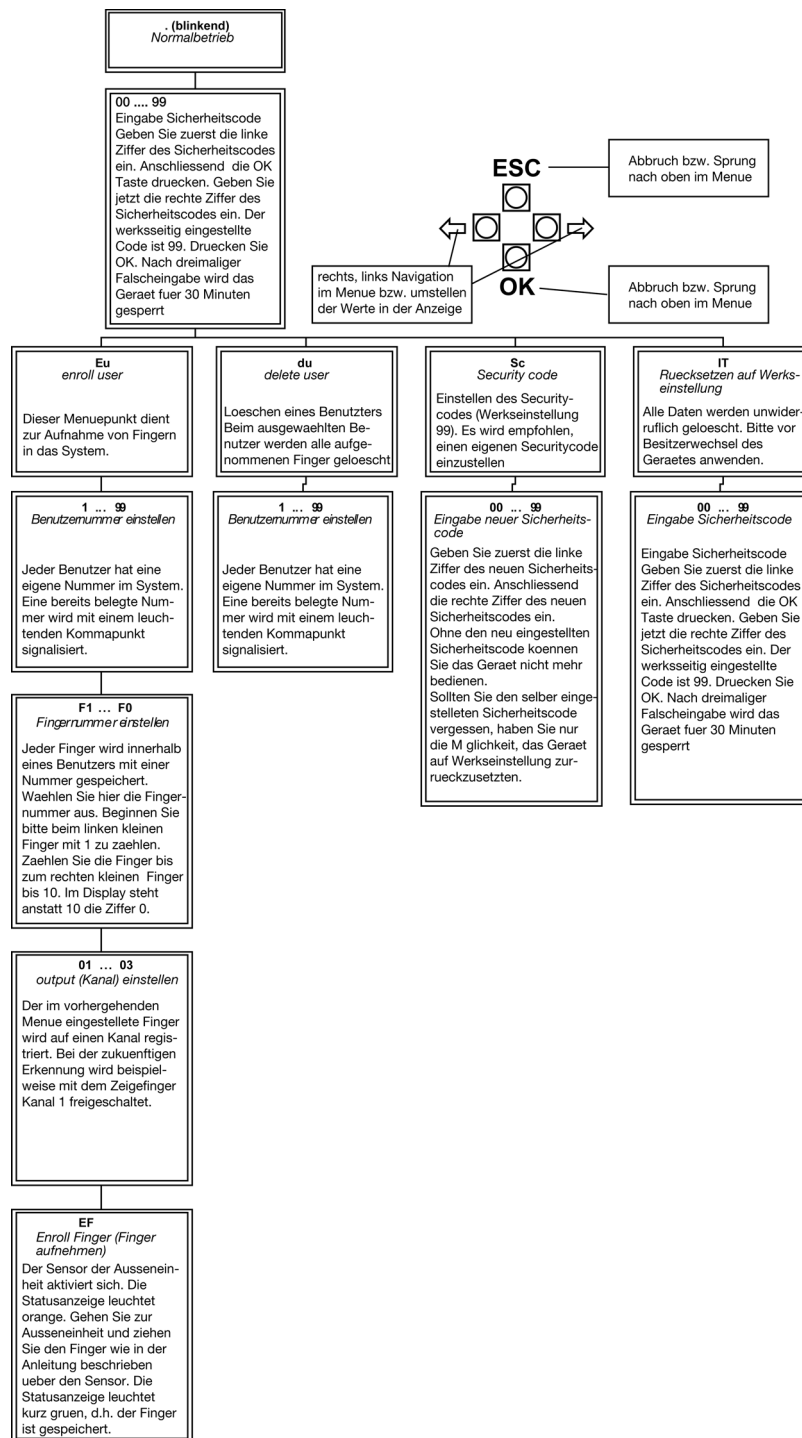 . (blinkend)
Normalbetrieb
00 .... 99
Eingabe Sicherheitscode
Geben Sie zuerst die linke
Ziffer des Sicherheitscodes
ein. Anschliessend  die OK
Taste druecken. Geben Sie
jetzt die rechte Ziffer des
Sicherheitscodes ein. Der
werksseitig eingestellte
Code ist 99. Druecken Sie
OK. Nach dreimaliger
Falscheingabe wird das
Geraet fuer 30 Minuten
gesperrt
ESC
Abbruch bzw. Sprung
nach oben im Menue
rechts, links Navigation
im Menue bzw. umstellen
der Werte in der Anzeige
OK
Abbruch bzw. Sprung
nach oben im Menue
Eu
enroll user
Dieser Menuepunkt dient
zur Aufnahme von Fingern
in das System.
du
delete user
Loeschen eines Benutzters
Beim ausgewaehlten Be-
nutzer werden alle aufge-
nommenen Finger geloescht
Sc
Security code
Einstellen des Security-
codes (Werkseinstellung
99). Es wird empfohlen,
einen eigenen Securitycode
einzustellen
IT
Ruecksetzen auf Werks-
einstellung
Alle Daten werden unwider-
ruflich geloescht. Bitte vor
Besitzerwechsel des
Geraetes anwenden.
1 ... 99
Benutzernummer einstellen
Jeder Benutzer hat eine
eigene Nummer im System.
Eine bereits belegte Num-
mer wird mit einem leuch-
tenden Kommapunkt
signalisiert.
1 ... 99
Benutzernummer einstellen
Jeder Benutzer hat eine
eigene Nummer im System.
Eine bereits belegte Num-
mer wird mit einem leuch-
tenden Kommapunkt
signalisiert.
00 ... 99
Eingabe neuer Sicherheits-
code
Geben Sie zuerst die linke
Ziffer des neuen Sicherheits-
codes ein. Anschliessend
die rechte Ziffer des neuen
Sicherheitscodes ein.
Ohne den neu eingestellten
Sicherheitscode koennen
Sie das Geraet nicht mehr
bedienen.
Sollten Sie den selber einge-
stelleten Sicherheitscode
vergessen, haben Sie nur
die M glichkeit, das Geraet
auf Werkseinstellung zur-
rueckzusetzten.
00 ... 99
Eingabe Sicherheitscode
Eingabe Sicherheitscode
Geben Sie zuerst die linke
Ziffer des Sicherheitscodes
ein. Anschliessend  die OK
Taste druecken. Geben Sie
jetzt die rechte Ziffer des
Sicherheitscodes ein. Der
werksseitig eingestellte
Code ist 99. Druecken Sie
OK. Nach dreimaliger
Falscheingabe wird das
Geraet fuer 30 Minuten
gesperrt
F1 ... F0
Fingernummer einstellen
Jeder Finger wird innerhalb
eines Benutzers mit einer
Nummer gespeichert.
Waehlen Sie hier die Finger-
nummer aus. Beginnen Sie
bitte beim linken kleinen
Finger mit 1 zu zaehlen.
Zaehlen Sie die Finger bis
zum rechten kleinen  Finger
bis 10. Im Display steht
anstatt 10 die Ziffer 0.
01 ... 03
output (Kanal) einstellen
Der im vorhergehenden
Menue eingestellete Finger
wird auf einen Kanal regis-
triert. Bei der zukuenftigen
Erkennung wird beispiel-
weise mit dem Zeigefinger
Kanal 1 freigeschaltet.
EF
Enroll Finger (Finger
aufnehmen)
Der Sensor der Ausseneinn-
heit aktiviert sich. Die
Statusanzeige leuchtet
orange. Gehen Sie zur
Ausseneinheit und ziehen
Sie den Finger wie in der
Anleitung beschrieben
ueber den Sensor. Die
Statusanzeige leuchtet
kurz gruen, d.h. der Finger
ist gespeichert.